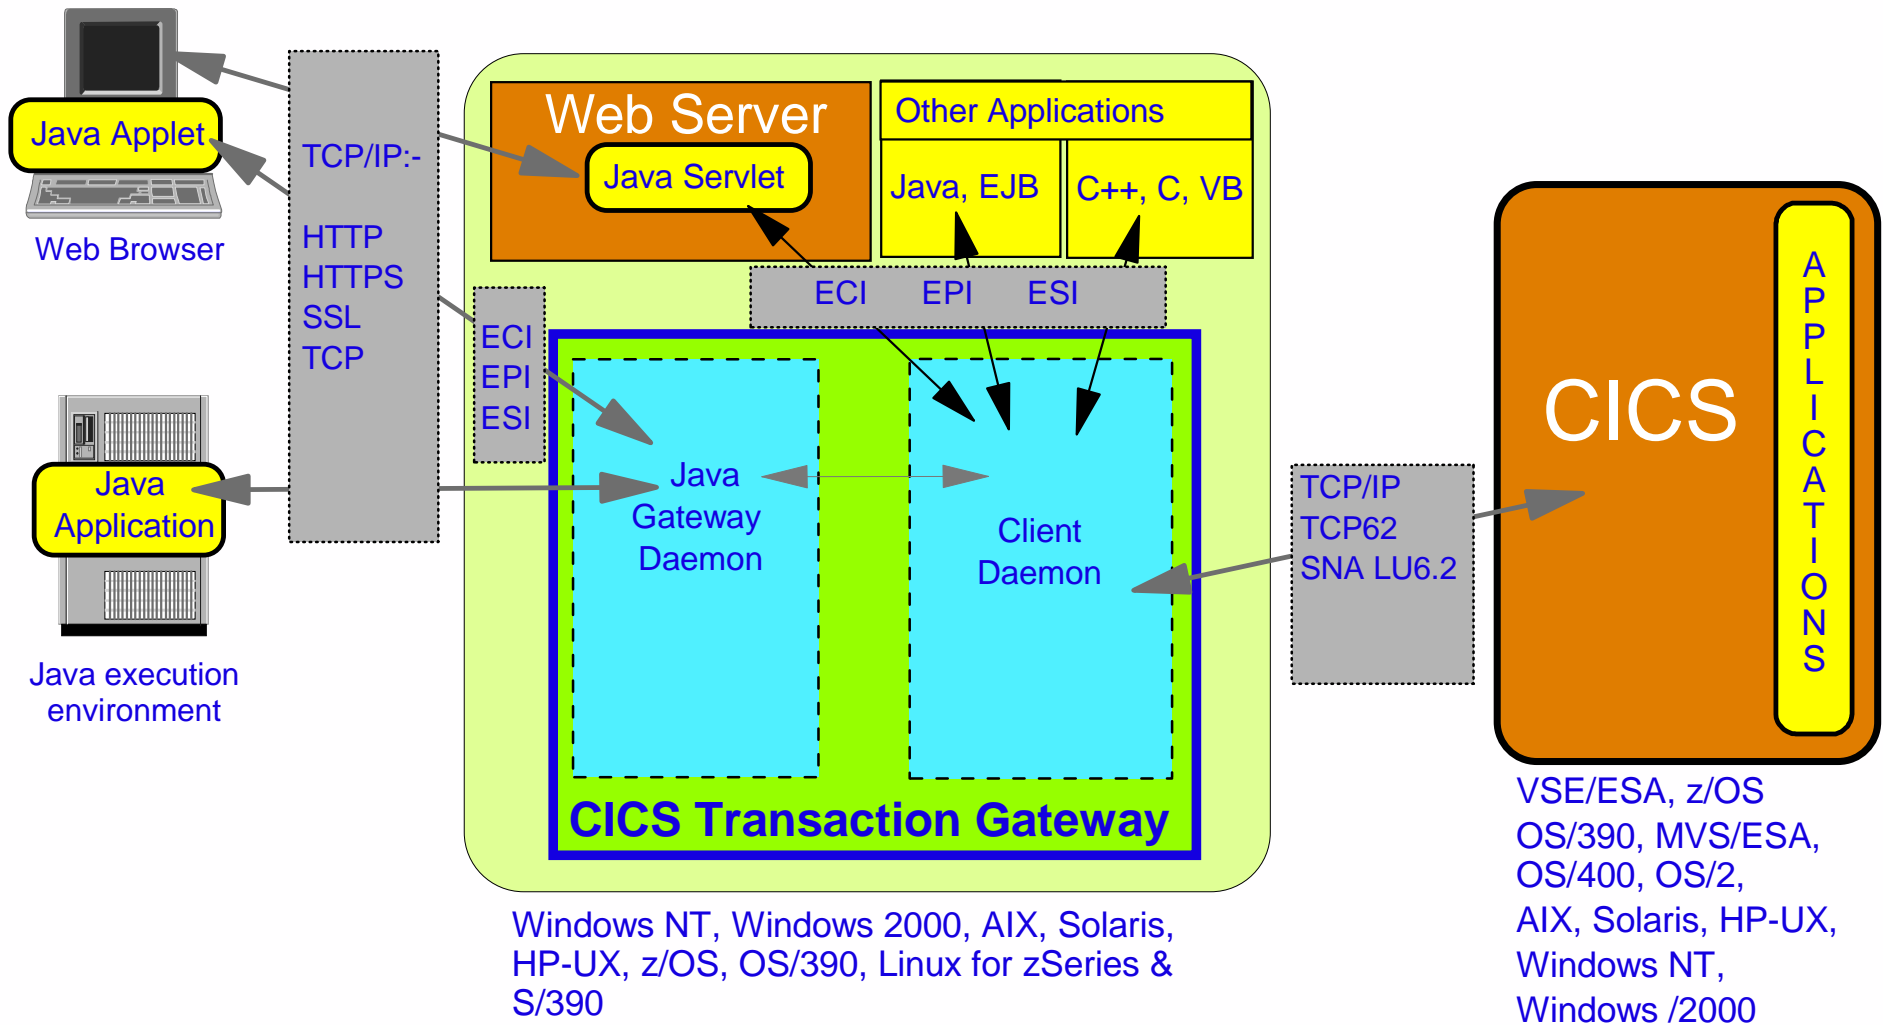 Java Applet
Web Browser
Java
Application
Java execution
environment
TCP/IP:-
HTTP
HTTPS
SSL
TCP
ECI
EPI
ESI
Web Server
Java Servlet
Other Applications
Java, EJB
C++, C, VB
ECI EPI ESI
Java
Gateway
Daemon
Client
Daemon
CICS Transaction Gateway
Windows NT, Windows 2000, AIX, Solaris,
HP-UX, z/OS, OS/390, Linux for zSeries &
S/390
TCP/IP
TCP62
SNA LU6.2
CICS
APPLICATIONS
VSE/ESA, z/OS
OS/390, MVS/ESA,
OS/400, OS/2,
AIX, Solaris, HP-UX,
Windows NT,
Windows /2000